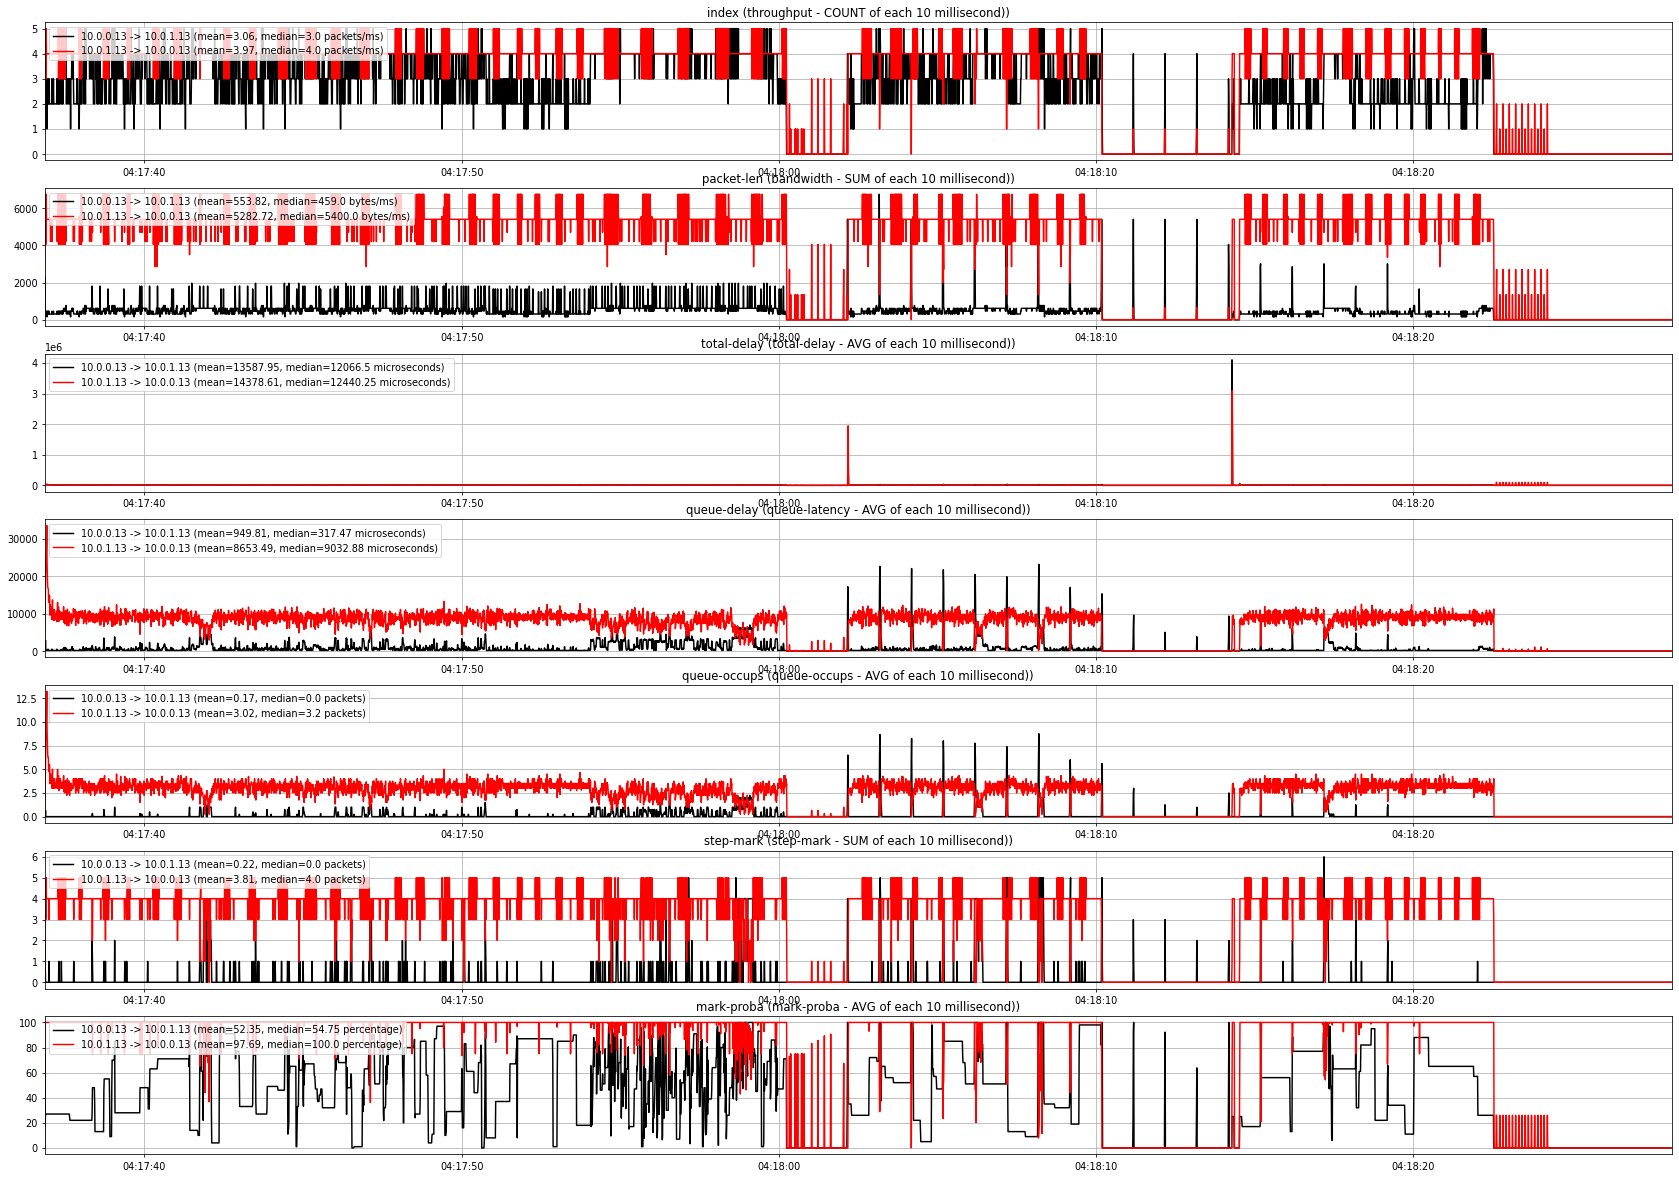 index (throughput - COUNT of each 10 millisecond))
10.0.0.13 -> 10.0.1.13 (mean=3.06, median=3.0 packets/ms)
10.0.1.13 -> 10.0.0.13 (mean=3.97, median=4.0 packets/ms)
5
4
3
2
1
0
04:17:40 04:17:50 04:18:00 04:18:10 04:18:20
packet-len (bandwidth - SUM of each 10 millisecond))
10.0.0.13 -> 10.0.1.13 (mean=553.82, median=459.0 bytes/ms)
10.0.1.13 -> 10.0.0.13 (mean=5282.72, median=5400.0 bytes/ms)
6000
4000
2000
0
04:17:40 04:17:50 04:18:00 04:18:10 04:18:20
total-delay (total-delay - AVG of each 10 millisecond))
1e6
10.0.0.13 -> 10.0.1.13 (mean=13587.95, median=12066.5 microseconds)
10.0.1.13 -> 10.0.0.13 (mean=14378.61, median=12440.25 microseconds)
4
3
2
1
0
04:17:40 04:17:50 04:18:00 04:18:10 04:18:20
queue-delay (queue-latency - AVG of each 10 millisecond))
10.0.0.13 -> 10.0.1.13 (mean=949.81, median=317.47 microseconds)
10.0.1.13 -> 10.0.0.13 (mean=8653.49, median=9032.88 microseconds)
30000
20000
10000
0
04:17:40 04:17:50 04:18:00 04:18:10 04:18:20
queue-occups (queue-occups - AVG of each 10 millisecond))
10.0.0.13 -> 10.0.1.13 (mean=0.17, median=0.0 packets)
10.0.1.13 -> 10.0.0.13 (mean=3.02, median=3.2 packets)
12.5
10.0
7.5
5.0
2.5
0.0
04:17:40 04:17:50 04:18:00 04:18:10 04:18:20
step-mark (step-mark - SUM of each 10 millisecond))
10.0.0.13 -> 10.0.1.13 (mean=0.22, median=0.0 packets)
10.0.1.13 -> 10.0.0.13 (mean=3.81, median=4.0 packets)
6
5
4
3
2
1
0
04:17:40 04:17:50 04:18:00 04:18:10 04:18:20
mark-proba (mark-proba - AVG of each 10 millisecond))
10.0.0.13 -> 10.0.1.13 (mean=52.35, median=54.75 percentage)
10.0.1.13 -> 10.0.0.13 (mean=97.69, median=100.0 percentage)
100
80
60
40
20
0
04:17:40 04:17:50 04:18:00 04:18:10 04:18:20